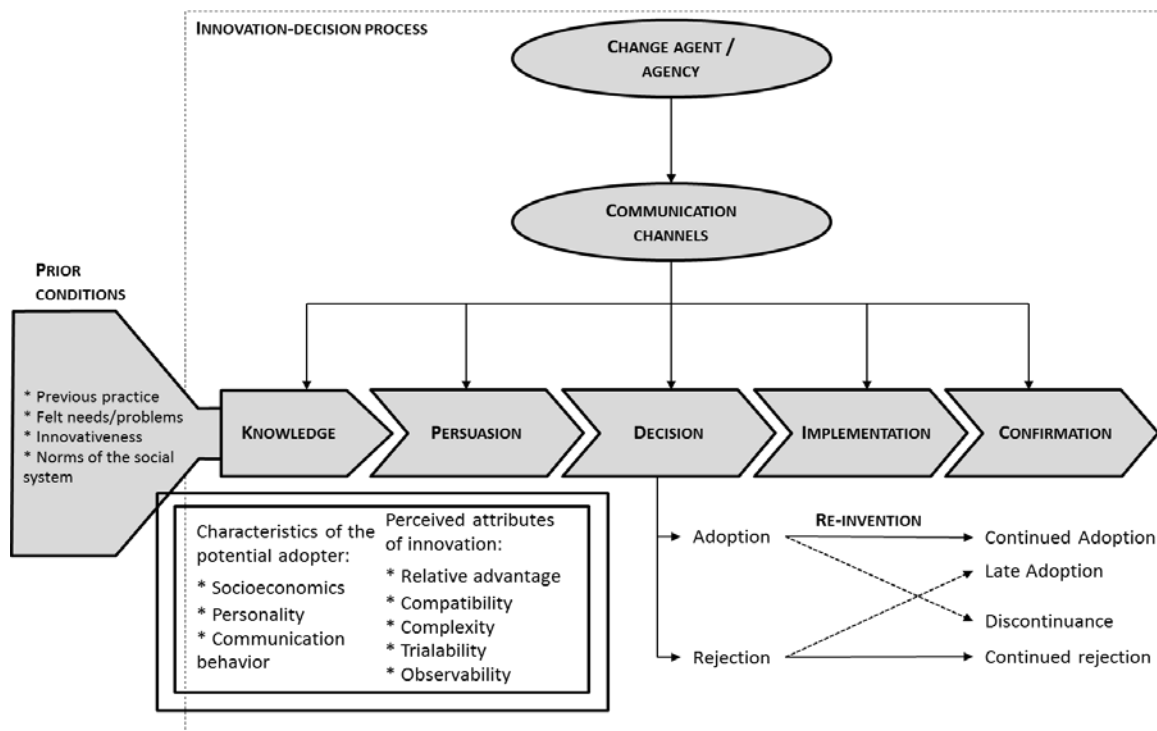 INNOVATION-DECISION PROCESS
CHANGE AGENT /
AGENCY
COMMUNICATION
CHANNELS
PRIOR
CONDITIONS
* Previous practice
* Felt needs/problems
* Innovativeness
* Norms of the social
system
KNOWLEDGE
PERSUASION
DECISION
IMPLEMENTATION
CONFIRMATION
Characteristics of the
potential adopter:
* Socioeconomics
* Personality
* Communication
behavior
Perceived attributes
of innovation:
* Relative advantage
* Compatibility
* Complexity
* Trialability
* Observability
Adoption
Rejection
RE-INVENTION
Continued Adoption
Late Adoption
Discontinuance
Continued rejection